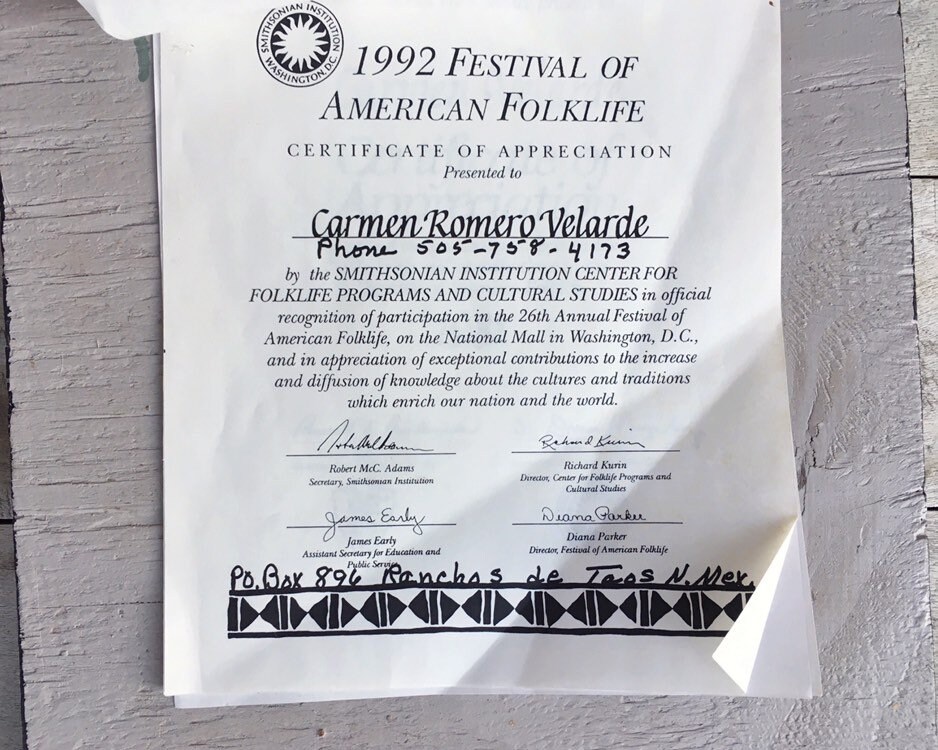 SMITHSONIAN INSTITUTION
WASHINGTON, D.C.
1992 FESTIVAL OF
AMERICAN FOLKLIFE
CERTIFICATE OF APPRECIATION
Presented to
Carmen Romero Velarde
Phone 505-758-4173
by the SMITHSONIAN INSTITUTION CENTER FOR
FOLKLIFE PROGRAMS AND CULTURAL STUDIES in official
recognition of participation in the 26th Annual Festival of
American Folklife, on the National Mall in Washington, D.C.,
and in appreciation of exceptional contributions to the increase
and diffusion of knowledge about the cultures and traditions
which enrich our nation and the world.
Robert McC. Adams
Secretary, Smithsonian Institution
Richard Kurin
Richard Kurin
Director, Center for Folklife Programs and
Cultural Studies
James Early
James Early
Assistant Secretary for Education and
Public Service
Diana Parker
Diana Parker
Director, Festival of American Folklife
PO.Box 896 Ranchos de Taos N.Mex.